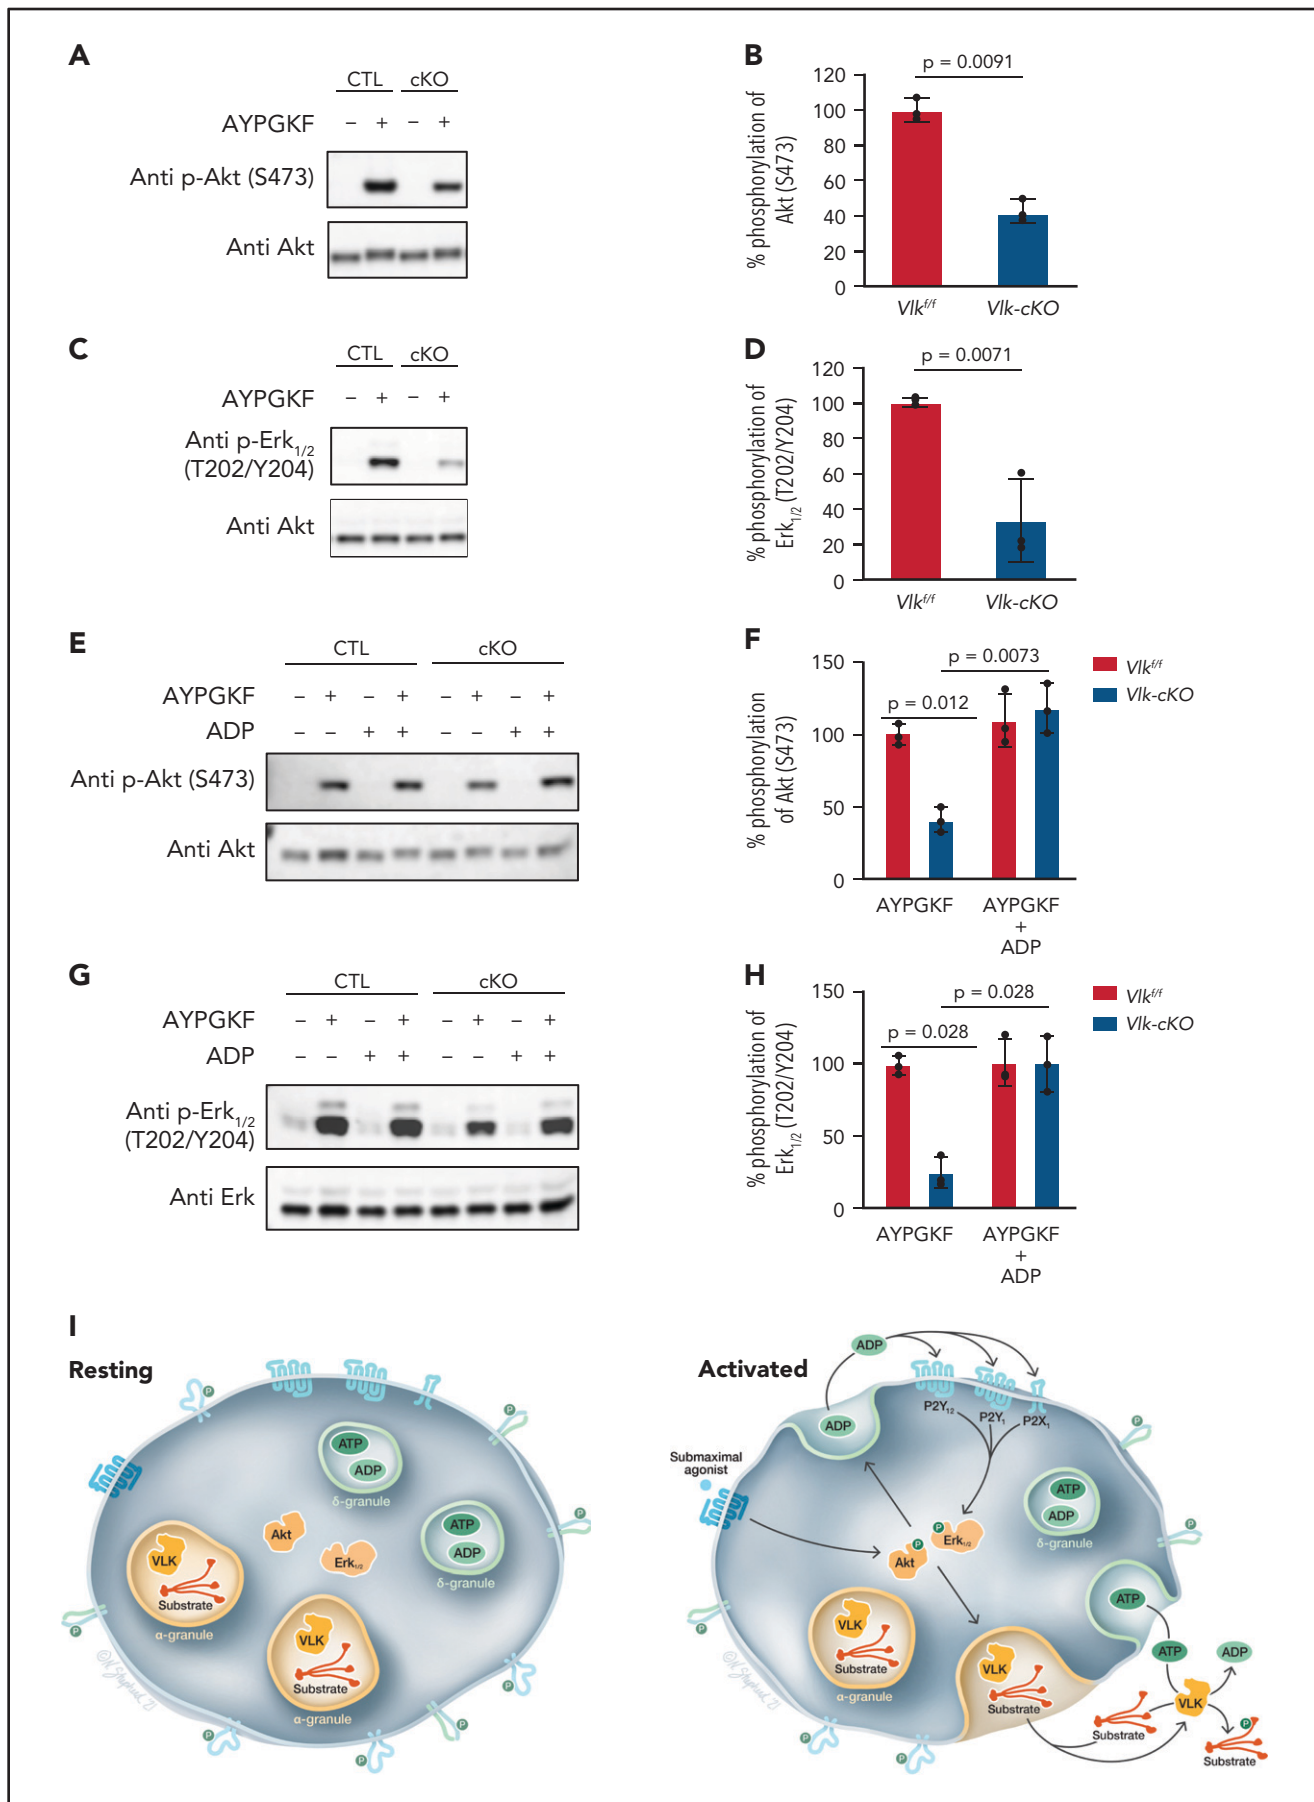 A
CTL cKO
AYPGKF – + – +
Anti p-Akt (S473)
Anti Akt
B
p = 0.0091
% phosphorylation of
Akt (S473)
120
100
80
60
40
20
0
Vlk^f/f Vlk-cKO
C
CTL cKO
AYPGKF – + – +
Anti p-Erk1/2
(T202/Y204)
Anti Akt
D
p = 0.0071
% phosphorylation of
Erk1/2 (T202/Y204)
120
100
80
60
40
20
0
Vlk^f/f Vlk-cKO
E
CTL cKO
AYPGKF – + – + – + – +
ADP – – + + – – + +
Anti p-Akt (S473)
Anti Akt
F
p = 0.0073
p = 0.012
% phosphorylation
of Akt (S473)
150
100
50
0
AYPGKF AYPGKF
+
ADP
Vlk^f/f
Vlk-cKO
G
CTL cKO
AYPGKF – + – + – + – +
ADP – – + + – – + +
Anti p-Erk1/2
(T202/Y204)
Anti Erk
H
p = 0.028
p = 0.028
% phosphorylation of
Erk1/2 (T202/Y204)
150
100
50
0
AYPGKF AYPGKF
+
ADP
Vlk^f/f
Vlk-cKO
I
Resting
P
P
P
P
P
P
P
P
P
ATP
ADP
δ-granule
ATP
ADP
δ-granule
Akt
Erk1/2
VLK
Substrate
α-granule
VLK
Substrate
α-granule
Activated
ADP
ADP
P2Y12 P2Y1 P2X1
Submaximal
agonist
P
P
P
ATP
ADP
δ-granule
P
Erk1/2
P
Akt
ATP
ATP
ADP
VLK
Substrate
α-granule
VLK
Substrate
VLK
Substrate
P
Substrate
P
P
P